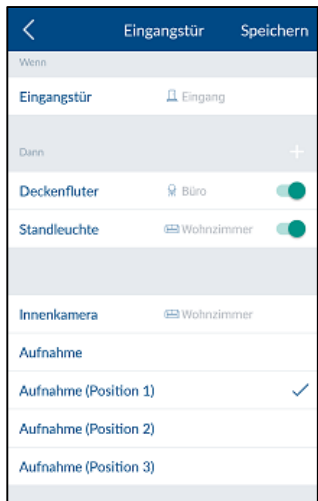 Eingangstür Speichern
Wenn
Eingangstür Eingang
Dann
Deckenfluter Büro
Standleuchte Wohnzimmer
Innenkamera Wohnzimmer
Aufnahme
Aufnahme (Position 1)
Aufnahme (Position 2)
Aufnahme (Position 3)